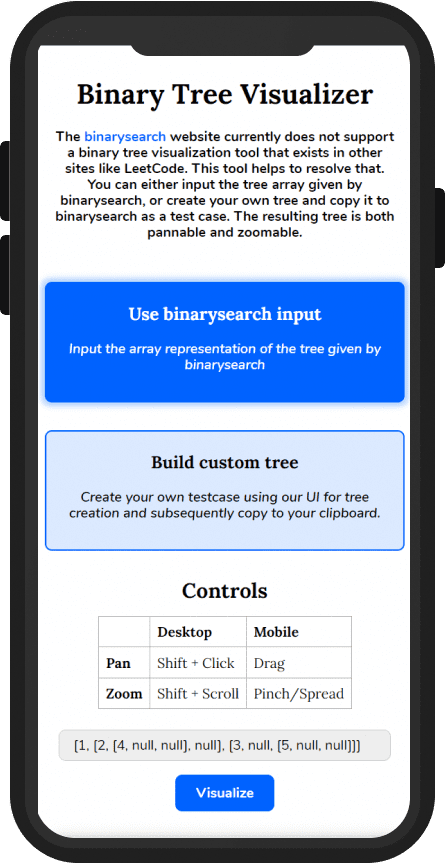 Binary Tree Visualizer
The binarysearch website currently does not support
a binary tree visualization tool that exists in other
sites like LeetCode. This tool helps to resolve that.
You can either input the tree array given by
binarysearch, or create your own tree and copy it to
binarysearch as a test case. The resulting tree is both
pannable and zoomable.
Use binarysearch input
Input the array representation of the tree given by
binarysearch
Build custom tree
Create your own testcase using our UI for tree
creation and subsequently copy to your clipboard.
Controls
Desktop Mobile
Pan Shift + Click Drag
Zoom Shift + Scroll Pinch/Spread
[1, [2, [4, null, null], null], [3, null, [5, null, null]]]
Visualize